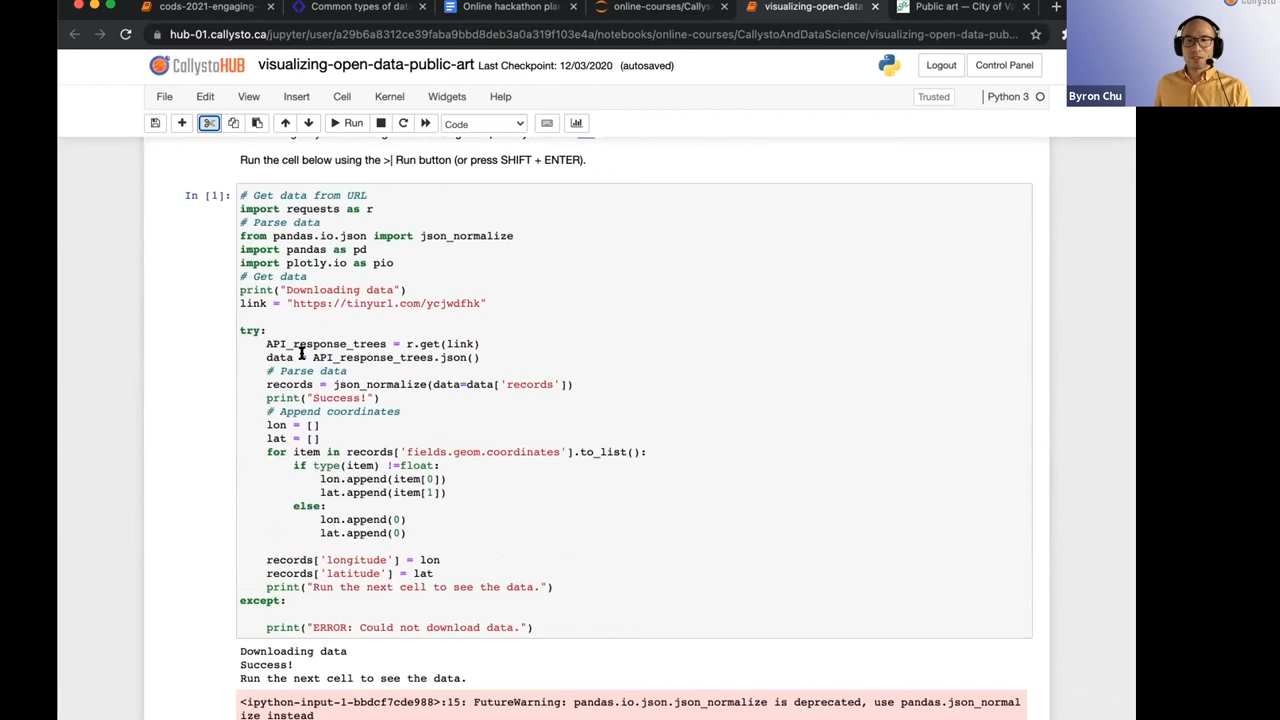 cods-2021-engaging-
Common types of dat
Online hackathon pla
online-courses/Callys
visualizing-open-data
Public art — City of Va
hub-01.callysto.ca/jupyter/user/a29b6a8312ce39faba9bbd8deb3a0a319f103e4a/notebooks/online-courses/CallystoAndDataScience/visualizing-open-data-pub...
Callysto
CallystoHUB visualizing-open-data-public-art Last Checkpoint: 12/03/2020 (autosaved)
Logout
Control Panel
Byron Chu
File Edit View Insert Cell Kernel Widgets Help
Trusted
Python 3
Run
Code
Run the cell below using the >| Run button (or press SHIFT + ENTER).
In [1]:
# Get data from URL
import requests as r
# Parse data
from pandas.io.json import json_normalize
import pandas as pd
import plotly.io as pio
# Get data
print("Downloading data")
link = "https://tinyurl.com/ycjwdfhk"
try:
API_response_trees = r.get(link)
data = API_response_trees.json()
# Parse data
records = json_normalize(data=data['records'])
print("Success!")
# Append coordinates
lon = []
lat = []
for item in records['fields.geom.coordinates'].to_list():
if type(item) !=float:
lon.append(item[0])
lat.append(item[1])
else:
lon.append(0)
lat.append(0)
records['longitude'] = lon
records['latitude'] = lat
print("Run the next cell to see the data.")
except:
print("ERROR: Could not download data.")
Downloading data
Success!
Run the next cell to see the data.
<ipython-input-1-bbdcf7cde988>:15: FutureWarning: pandas.io.json.json_normalize is deprecated, use pandas.json_normal
ize instead